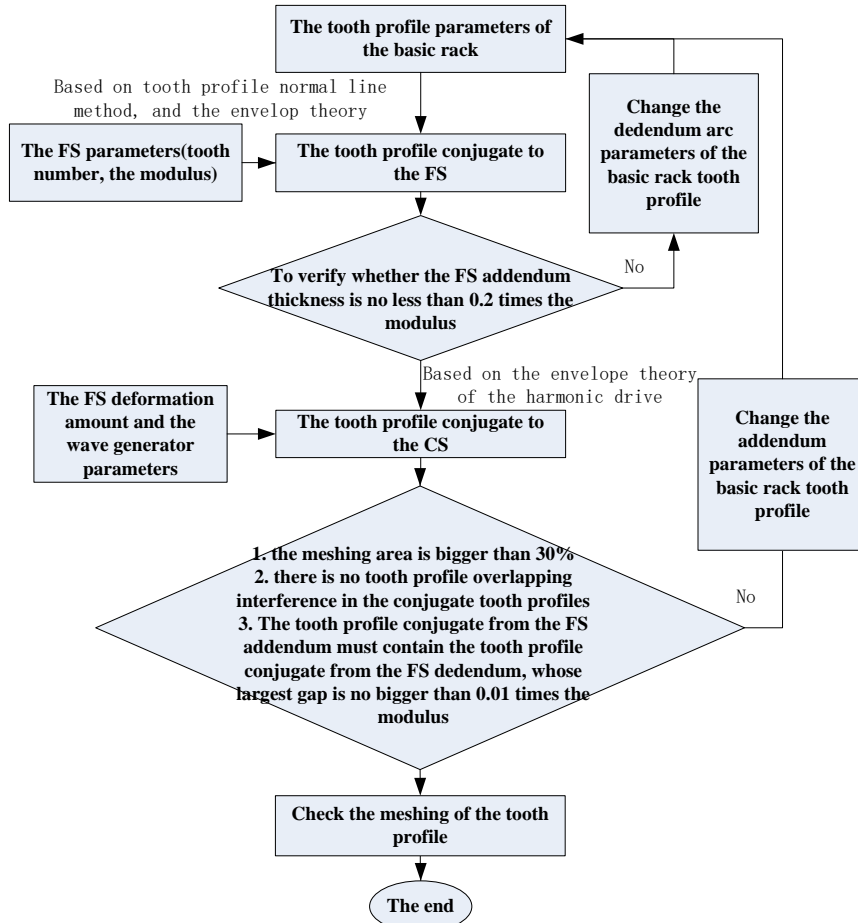 The tooth profile parameters of
the basic rack
Based on tooth profile normal line
method, and the envelop theory
Change the
dedendum arc
parameters of the
basic rack tooth
profile
The FS parameters(tooth
number, the modulus)
The tooth profile conjugate to
the FS
No
To verify whether the FS addendum
thickness is no less than 0.2 times the
modulus
Based on the envelope theory
of the harmonic drive
The FS deformation
amount and the
wave generator
parameters
The tooth profile conjugate to
the CS
Change the
addendum
parameters of the
basic rack tooth
profile
1. the meshing area is bigger than 30%
2. there is no tooth profile overlapping
interference in the conjugate tooth profiles
3. The tooth profile conjugate from the FS
addendum must contain the tooth profile
conjugate from the FS dedendum, whose
largest gap is no bigger than 0.01 times the
modulus
No
Check the meshing of the tooth
profile
The end